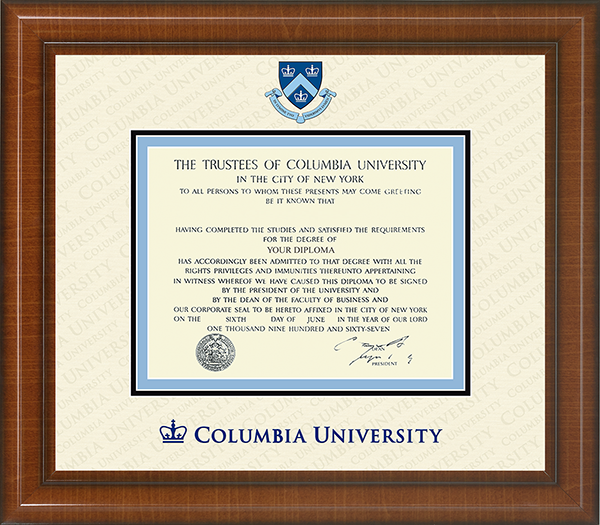 THE TRUSTEES OF COLUMBIA UNIVERSITY
IN THE CITY OF NEW YORK
TO ALL PERSONS TO WHOM THESE PRESENTS MAY COME GREETING
BE IT KNOWN THAT
HAVING COMPLETED THE STUDIES AND SATISFIED THE REQUIREMENTS
FOR THE DEGREE OF
YOUR DIPLOMA
HAS ACCORDINGLY BEEN ADMITTED TO THAT DEGREE WITH ALL THE
RIGHTS PRIVILEGES AND IMMUNITIES THEREUNTO APPERTAINING
IN WITNESS WHEREOF WE HAVE CAUSED THIS DIPLOMA TO BE SIGNED
BY THE PRESIDENT OF THE UNIVERSITY AND
BY THE DEAN OF THE FACULTY OF BUSINESS AND
OUR CORPORATE SEAL TO BE HERETO AFFIXED IN THE CITY OF NEW YORK
ON THE SIXTH DAY OF JUNE IN THE YEAR OF OUR LORD
ONE THOUSAND NINE HUNDRED AND SIXTY-SEVEN
DEAN
PRESIDENT
COLUMBIA UNIVERSITY